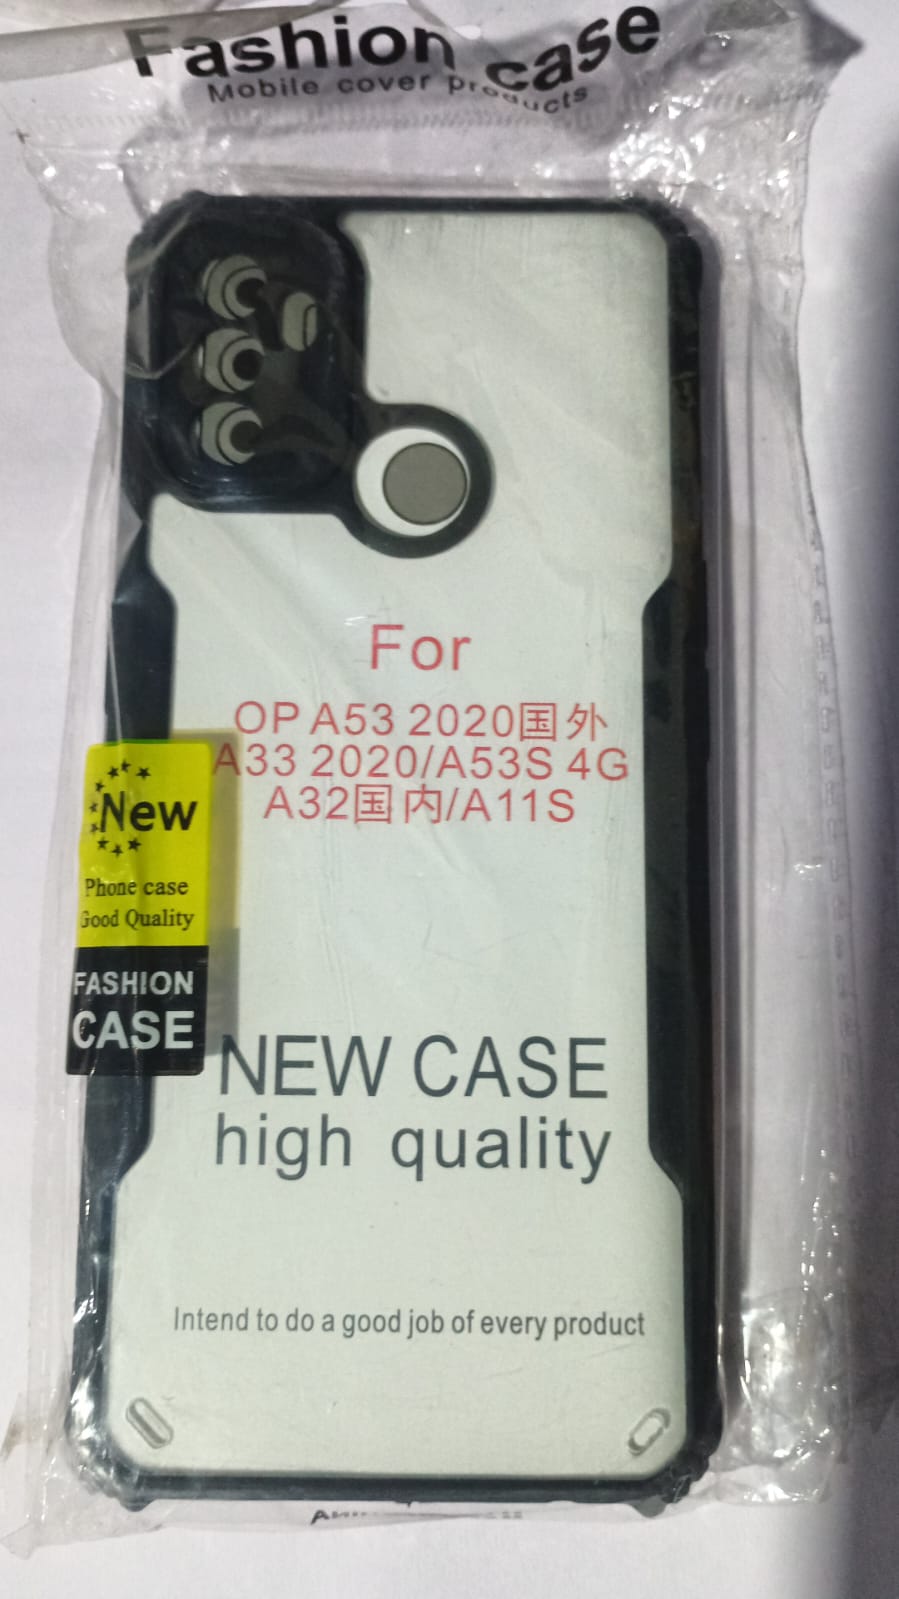 Fashion case
Mobile cover products
For
OP A53 2020国外
A33 2020/A53S 4G
A32国内/A11S
New
Phone case
Good Quality
FASHION
CASE
NEW CASE
high quality
Intend to do a good job of every product